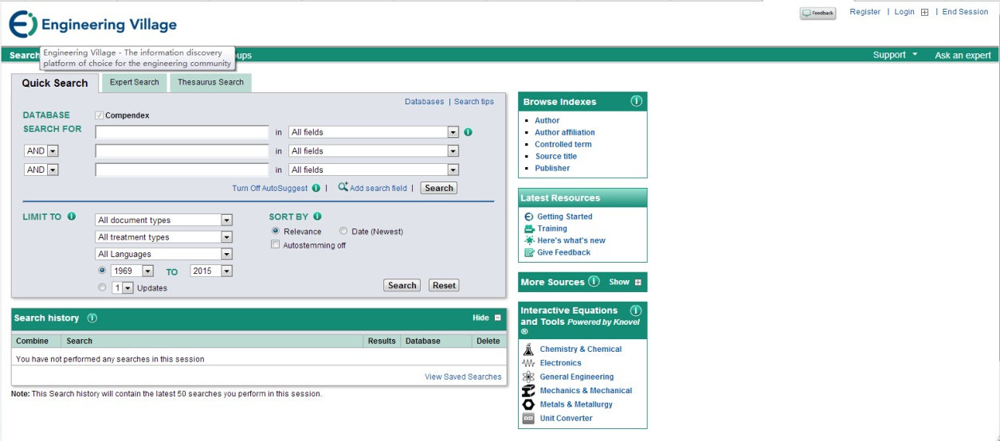 Feedback
Register | Login | End Session
Engineering Village
Search
Engineering Village - The information discovery
platform of choice for the engineering community
ups
Support
Ask an expert
Quick Search
Expert Search
Thesaurus Search
Databases | Search tips
DATABASE
Compendex
SEARCH FOR
in All fields
AND
in All fields
AND
in All fields
Turn Off AutoSuggest | Add search field | Search
LIMIT TO
All document types
All treatment types
All Languages
1969 TO 2015
1 Updates
SORT BY
Relevance Date (Newest)
Autostemming off
Search Reset
Search history
Hide
Combine Search Results Database Delete
You have not performed any searches in this session
View Saved Searches
Note: This Search history will contain the latest 50 searches you perform in this session.
Browse Indexes
Author
Author affiliation
Controlled term
Source title
Publisher
Latest Resources
Getting Started
Training
Here's what's new
Give Feedback
More Sources Show
Interactive Equations
and Tools Powered by Knovel
®
Chemistry & Chemical
Electronics
General Engineering
Mechanics & Mechanical
Metals & Metallurgy
Unit Converter